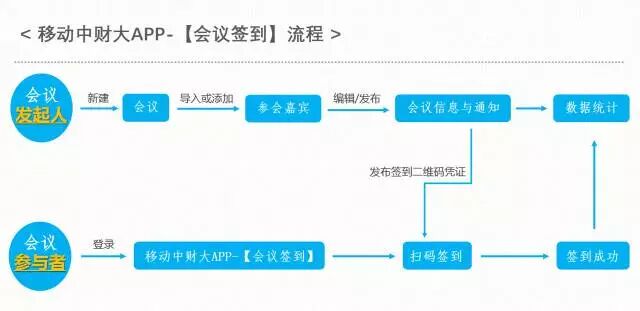 < 移动中财大APP-【会议签到】流程 >
会议
发起人
新建
会议
导入或添加
参会嘉宾
编辑/发布
会议信息与通知
数据统计
发布签到二维码凭证
会议
参与者
登录
移动中财大APP-【会议签到】
扫码签到
签到成功